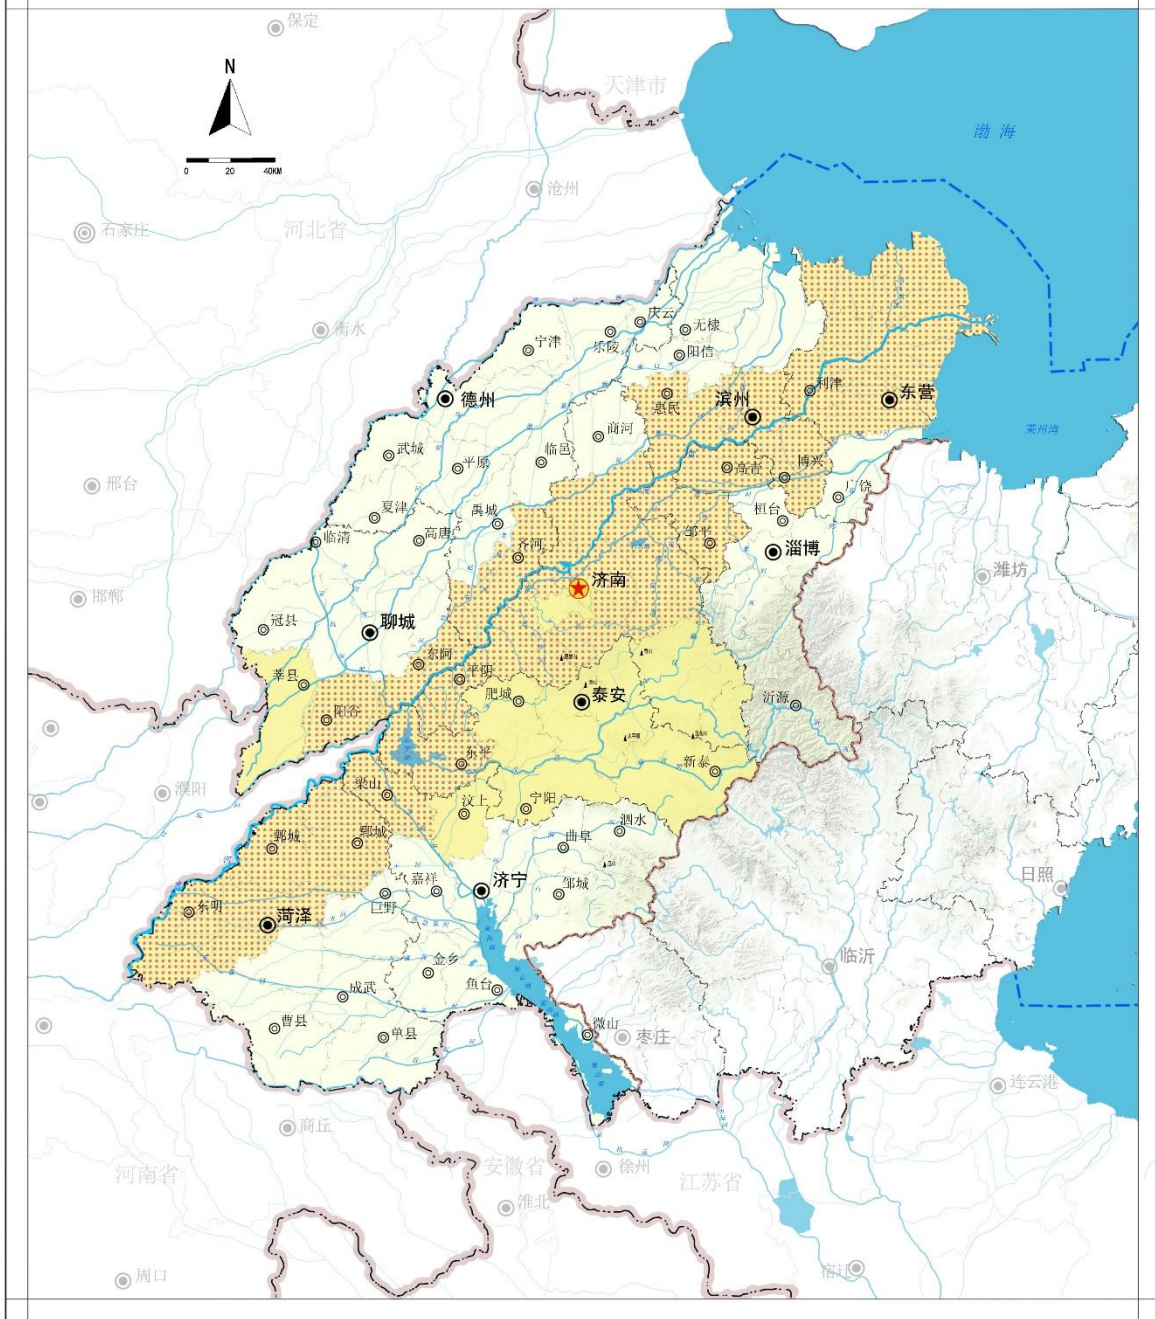 保定
N
天津市
渤海
0 20 40KM
沧州
石家庄
河北省
庆云
无棣
衡水
乐陵
宁津
阳信
利津
东营
德州
惠民
滨州
莱州湾
商河
武城
平原
临邑
高青
博兴
邢台
广饶
夏津
禹城
桓台
临清
高唐
齐河
邹平
淄博
潍坊
济南
邯郸
冠县
聊城
东阿
平阴
莘县
肥城
泰安
沂源
阳谷
东平
新泰
濮阳
梁山
汶上
宁阳
泗水
鄄城
郓城
曲阜
日照
嘉祥
济宁
邹城
巨野
东明
菏泽
临沂
金乡
成武
鱼台
曹县
单县
微山
枣庄
连云港
商丘
河南省
安徽省
徐州
江苏省
淮北
周口
宿迁